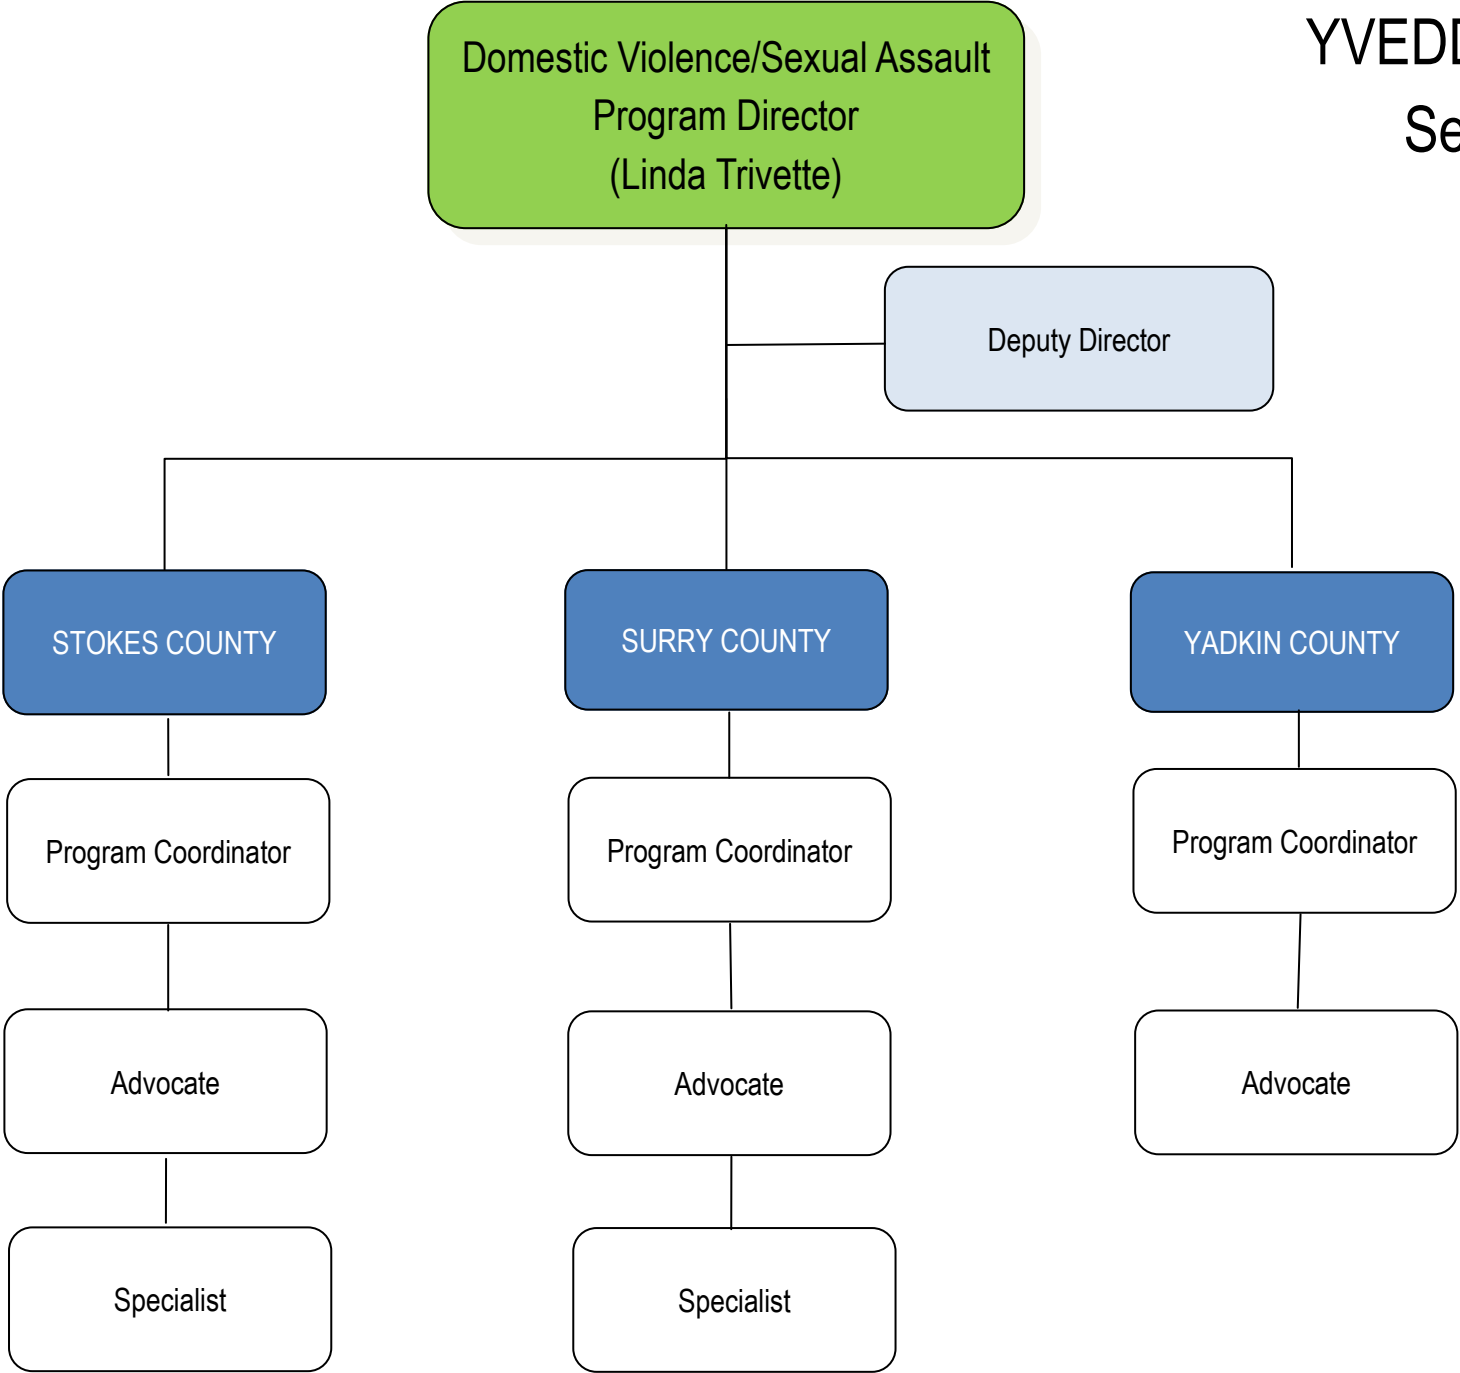 Domestic Violence/Sexual Assault
Program Director
(Linda Trivette)
Deputy Director
STOKES COUNTY
SURRY COUNTY
YADKIN COUNTY
Program Coordinator
Program Coordinator
Program Coordinator
Advocate
Advocate
Advocate
Specialist
Specialist